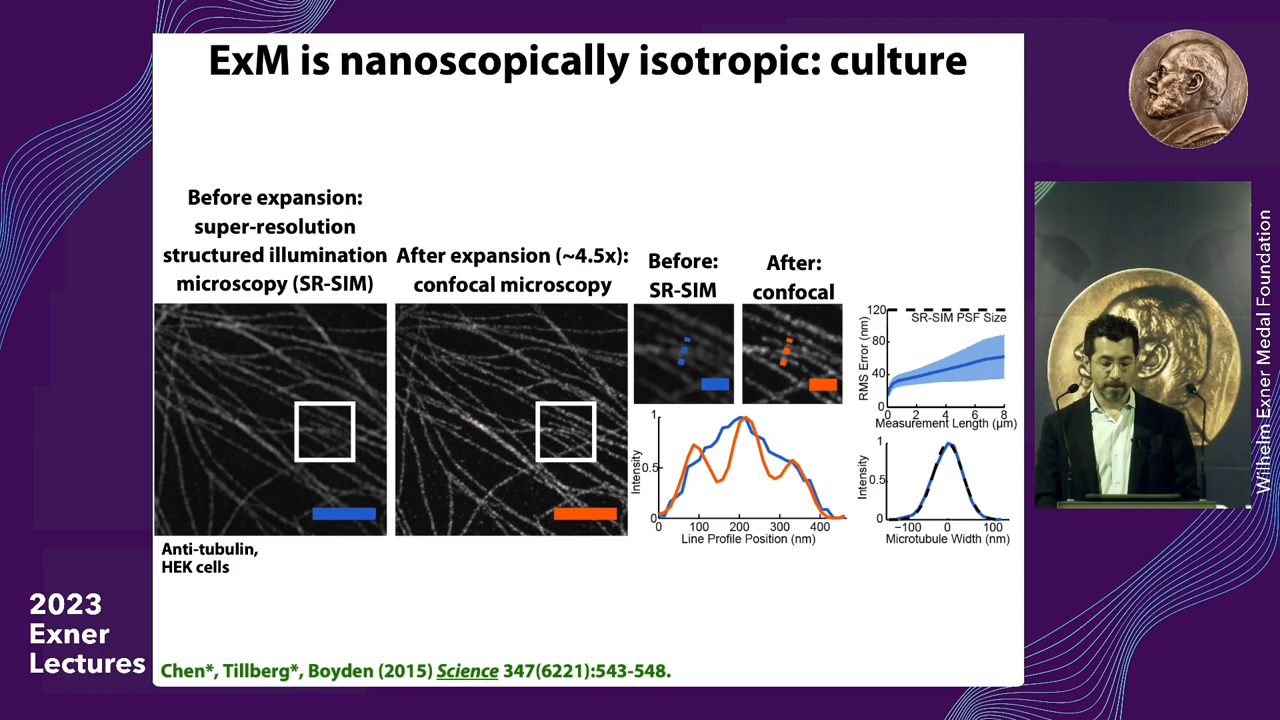 ExM is nanoscopically isotropic: culture
Before expansion:
super-resolution
structured illumination
microscopy (SR-SIM)
After expansion (~4.5x):
confocal microscopy
Before:
SR-SIM
After:
confocal
Anti-tubulin,
HEK cells
1
0.5
0
Intensity
0 100 200 300 400
Line Profile Position (nm)
120
80
40
0
RMS Error (nm)
SR-SIM PSF Size
0 2 4 6 8
Measurement Length (µm)
1
0.5
0
Intensity
−100 0 100
Microtubule Width (nm)
Chen*, Tillberg*, Boyden (2015) Science 347(6221):543-548.
2023
Exner
Lectures
Wilhelm Exner Medal Foundation